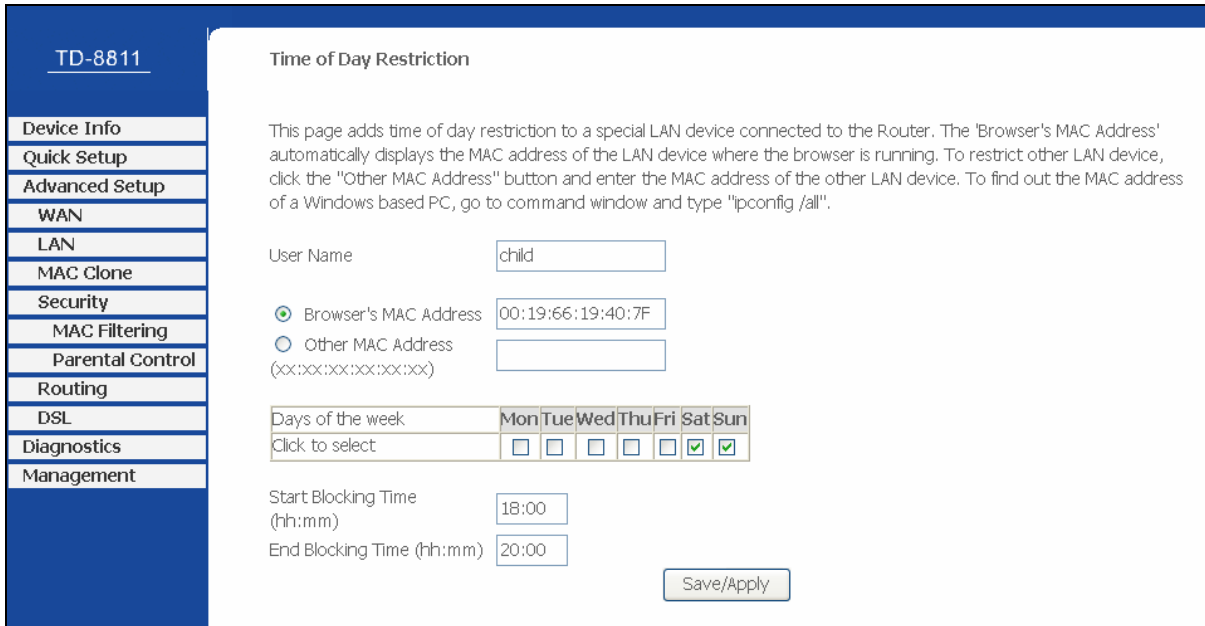 TD-8811
Device Info
Quick Setup
Advanced Setup
WAN
LAN
MAC Clone
Security
MAC Filtering
Parental Control
Routing
DSL
Diagnostics
Management
Time of Day Restriction
This page adds time of day restriction to a special LAN device connected to the Router. The 'Browser's MAC Address'
automatically displays the MAC address of the LAN device where the browser is running. To restrict other LAN device,
click the "Other MAC Address" button and enter the MAC address of the other LAN device. To find out the MAC address
of a Windows based PC, go to command window and type "ipconfig /all".
User Name child
Browser's MAC Address 00:19:66:19:40:7F
Other MAC Address
(xx:xx:xx:xx:xx:xx)
Days of the week Mon Tue Wed Thu Fri Sat Sun
Click to select
Start Blocking Time
(hh:mm) 18:00
End Blocking Time (hh:mm) 20:00
Save/Apply